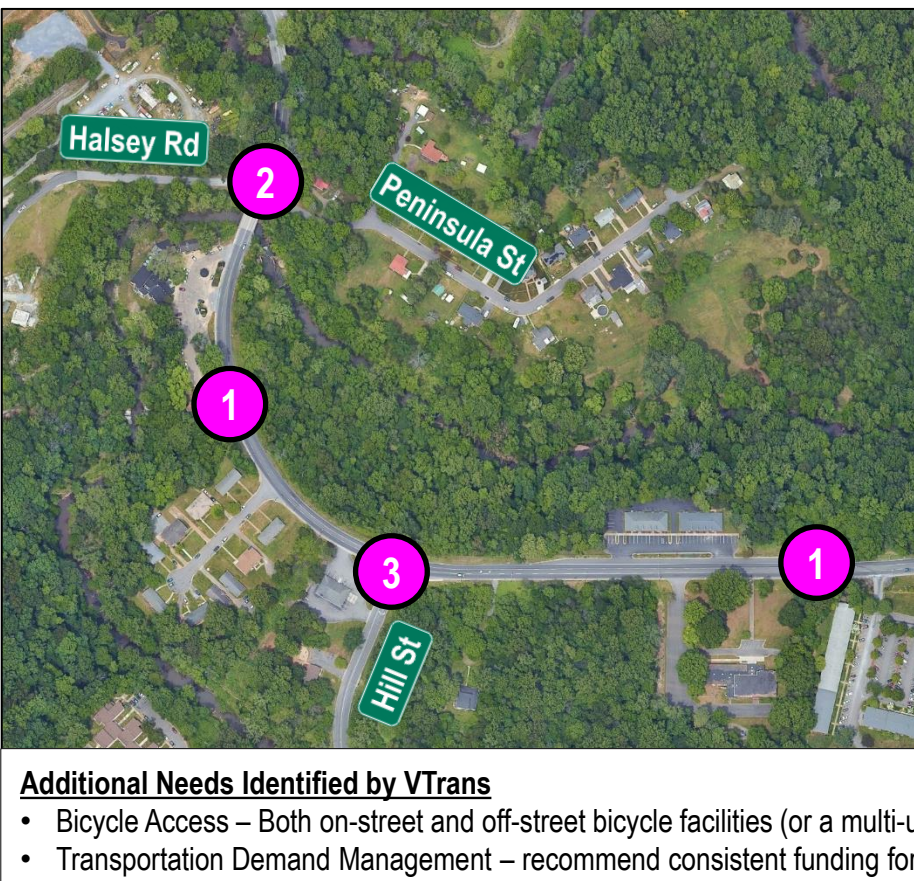 Halsey Rd
2
Peninsula St
1
3
1
Hill St
Additional Needs Identified by VTrans
• Bicycle Access – Both on-street and off-street bicycle facilities (or a multi-u
• Transportation Demand Management – recommend consistent funding for